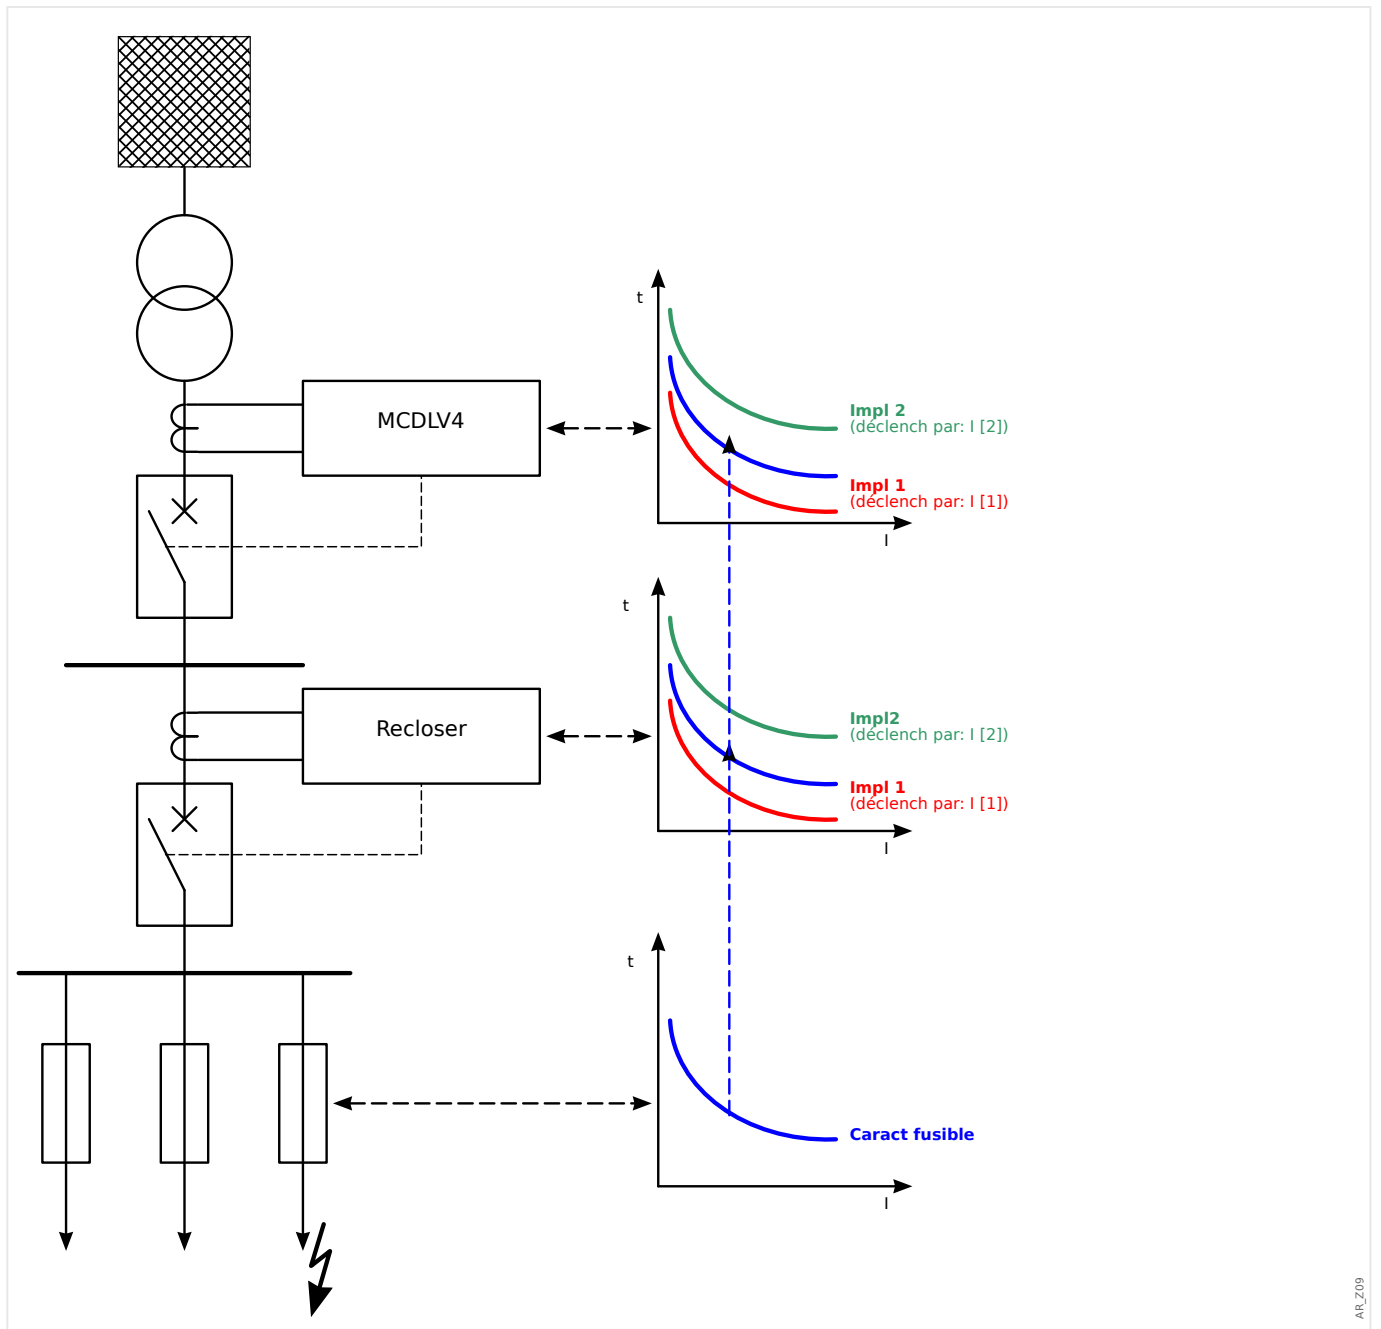 t
MCDLV4
Impl 2
(déclench par: I [2])
Impl 1
(déclench par: I [1])
I
t
Recloser
Impl2
(déclench par: I [2])
Impl 1
(déclench par: I [1])
I
t
Caract fusible
I
AR_Z09